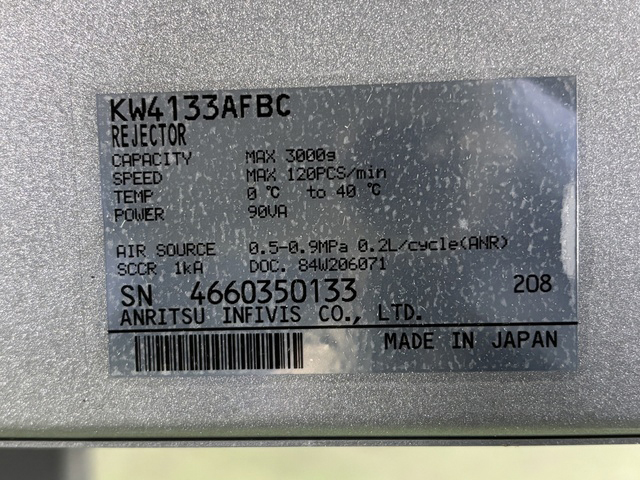 KW4133AFBC
REJECTOR
CAPACITY MAX 3000g
SPEED MAX 120PCS/min
TEMP 0 ℃ to 40 ℃
POWER 90VA
AIR SOURCE 0.5-0.9MPa 0.2L/cycle(ANR)
SCCR 1kA DOC. 84W206071
SN 4660350133 208
ANRITSU INFIVIS CO., LTD.
MADE IN JAPAN